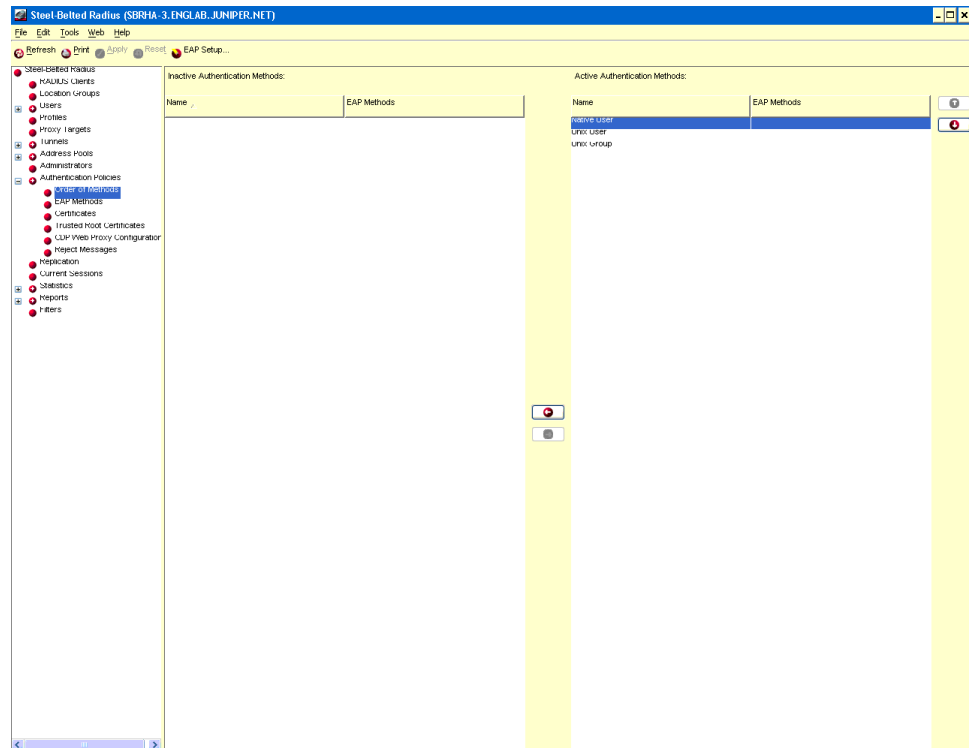 Steel-Belted Radius (SBRHA-3.ENGLAB.JUNIPER.NET)
File Edit Tools Web Help
Refresh Print Apply Reset EAP Setup...
Steel-Belted Radius
RADIUS Clients
Location Groups
Users
Profiles
Proxy Targets
Tunnels
Address Pools
Administrators
Authentication Policies
Order of Methods
EAP Methods
Certificates
Trusted Root Certificates
CDP Web Proxy Configuration
Reject Messages
Replication
Current Sessions
Statistics
Reports
Filters
Inactive Authentication Methods:
Name EAP Methods
Active Authentication Methods:
Name EAP Methods
Native User
Unix User
Unix Group